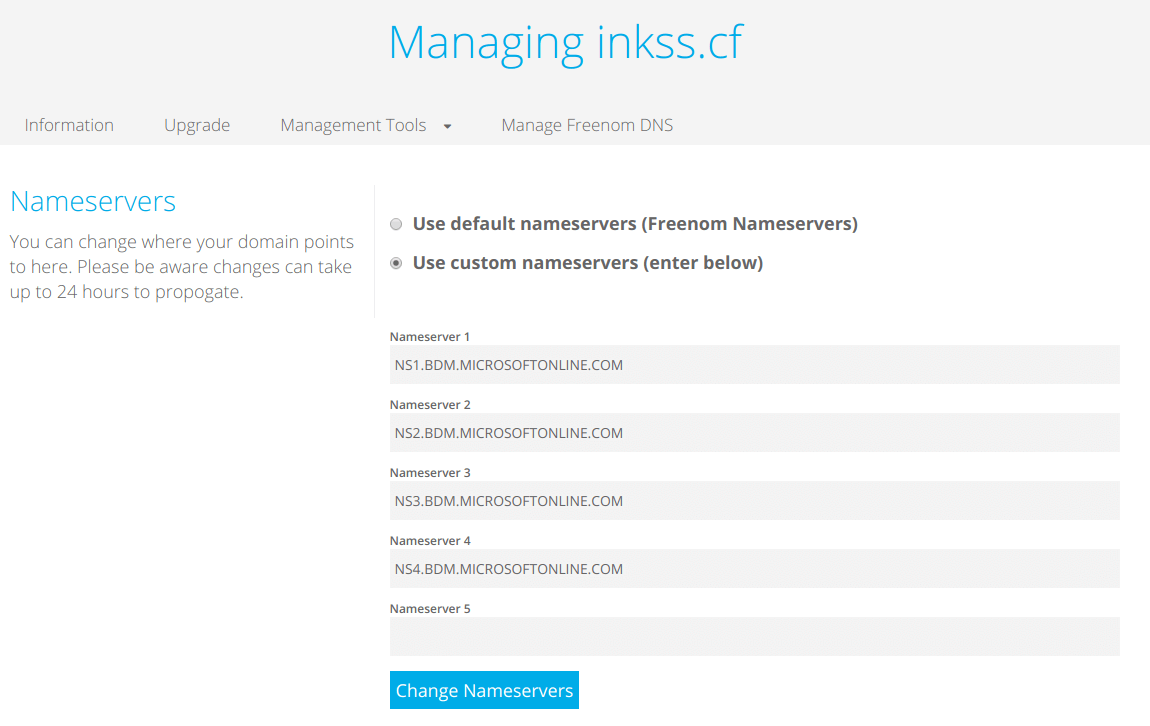 Managing inkss.cf
Information Upgrade Management Tools Manage Freenom DNS
Nameservers
You can change where your domain points
to here. Please be aware changes can take
up to 24 hours to propogate.
Use default nameservers (Freenom Nameservers)
Use custom nameservers (enter below)
Nameserver 1
NS1.BDM.MICROSOFTONLINE.COM
Nameserver 2
NS2.BDM.MICROSOFTONLINE.COM
Nameserver 3
NS3.BDM.MICROSOFTONLINE.COM
Nameserver 4
NS4.BDM.MICROSOFTONLINE.COM
Nameserver 5
Change Nameservers